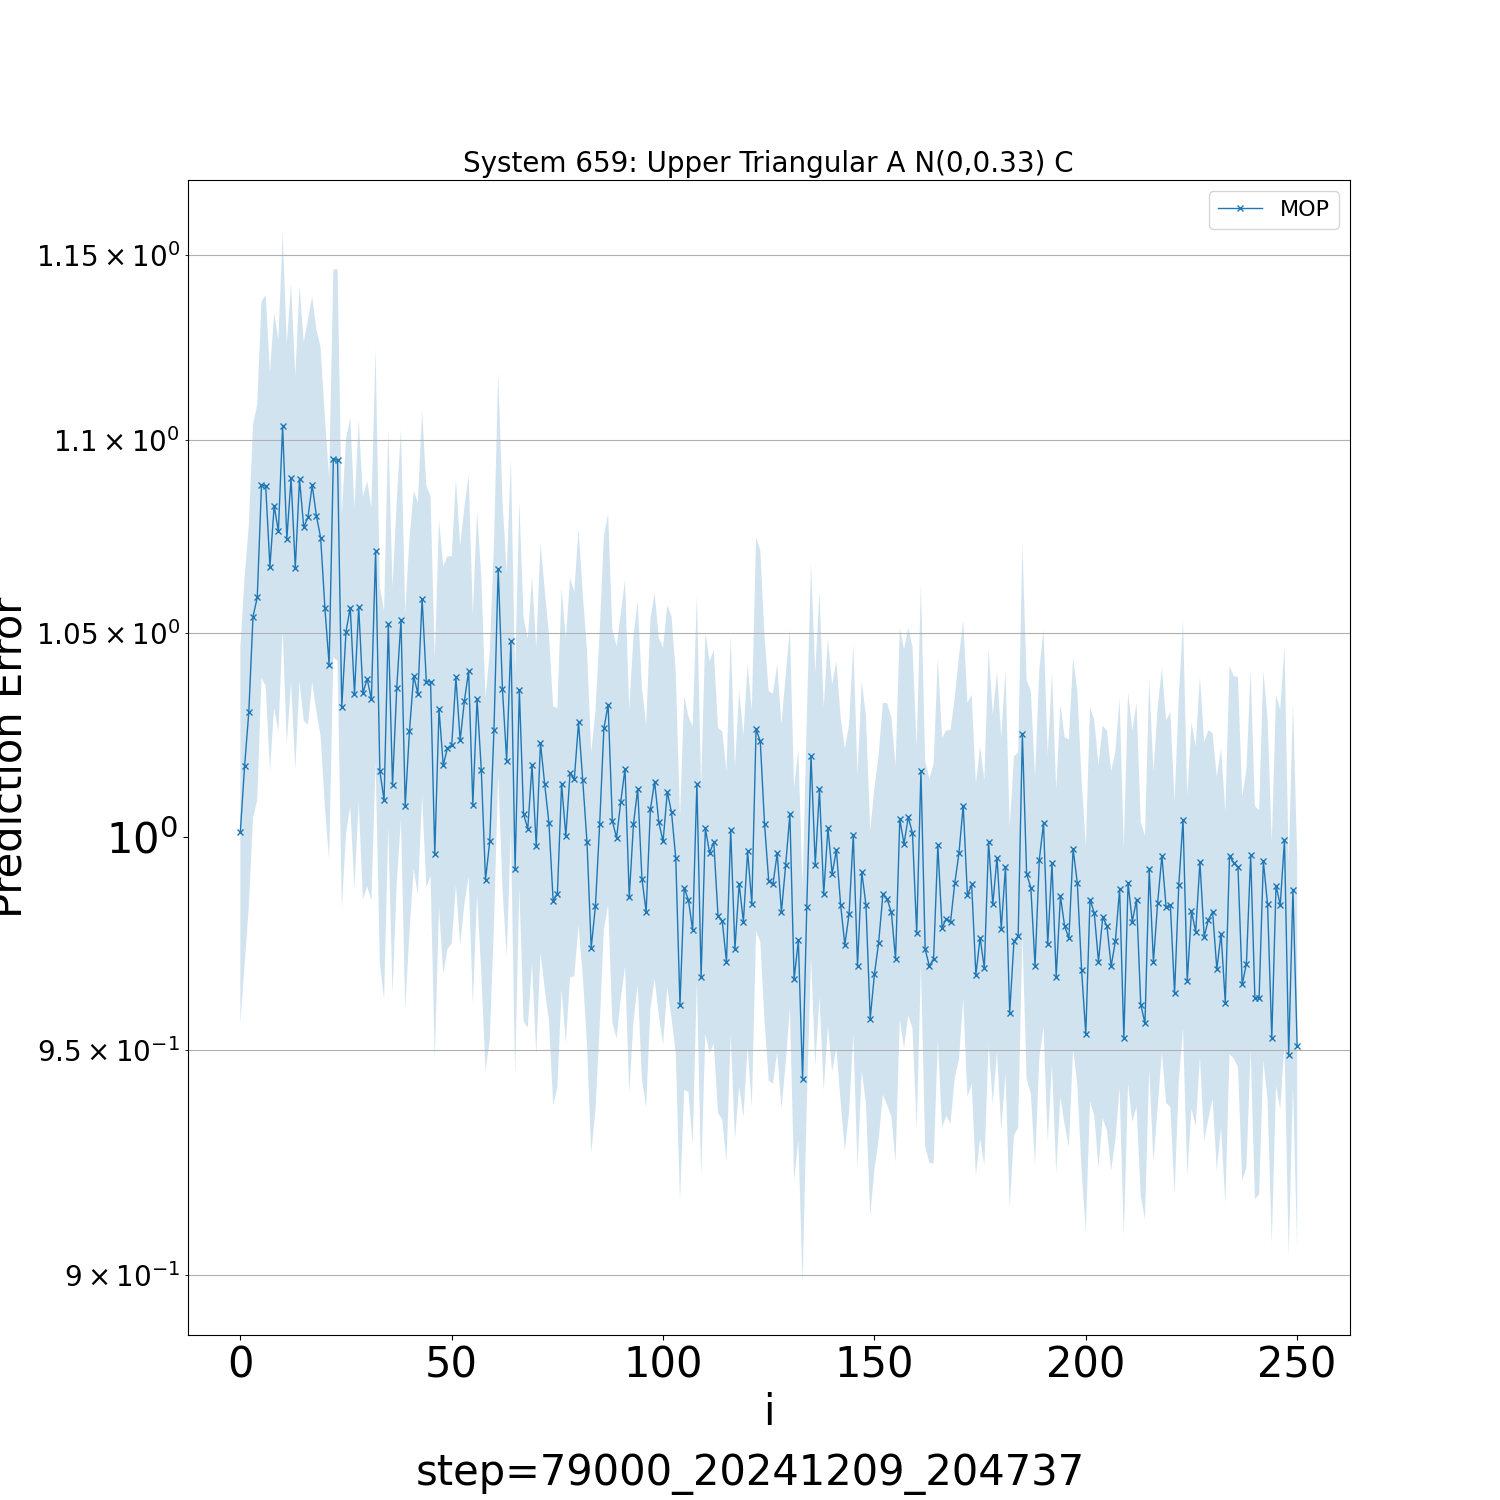 System 659: Upper Triangular A N(0,0.33) C
MOP
1.15 × 10⁰
1.1 × 10⁰
1.05 × 10⁰
10⁰
9.5 × 10⁻¹
9 × 10⁻¹
Prediction Error
0 50 100 150 200 250
i
step=79000_20241209_204737